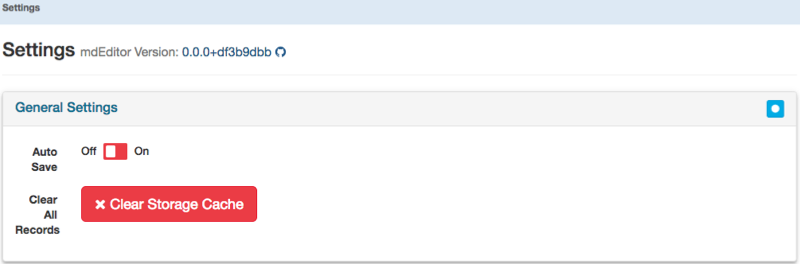 Settings
Settings mdEditor Version: 0.0.0+df3b9dbb
General Settings
Auto Save
Off On
Clear All Records
Clear Storage Cache